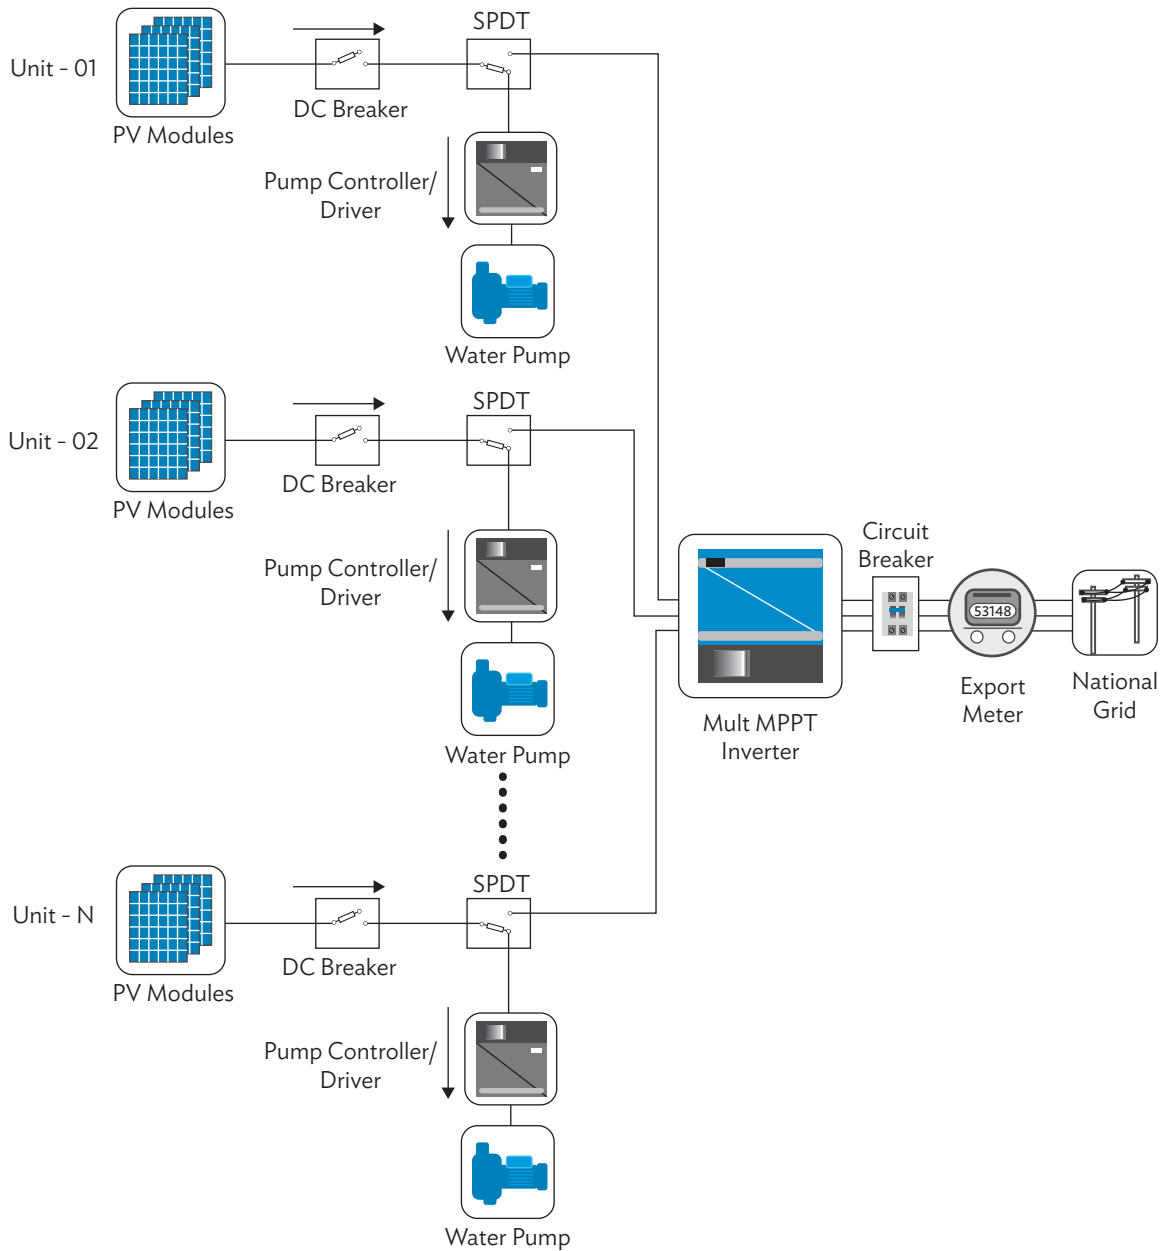 SPDT
Unit - 01
DC Breaker
PV Modules
Pump Controller/
Driver
Water Pump
SPDT
Unit - 02
DC Breaker
PV Modules
Circuit
Breaker
Pump Controller/
Driver
53148
Export
Meter
National
Grid
Mult MPPT
Inverter
Water Pump
SPDT
Unit - N
DC Breaker
PV Modules
Pump Controller/
Driver
Water Pump